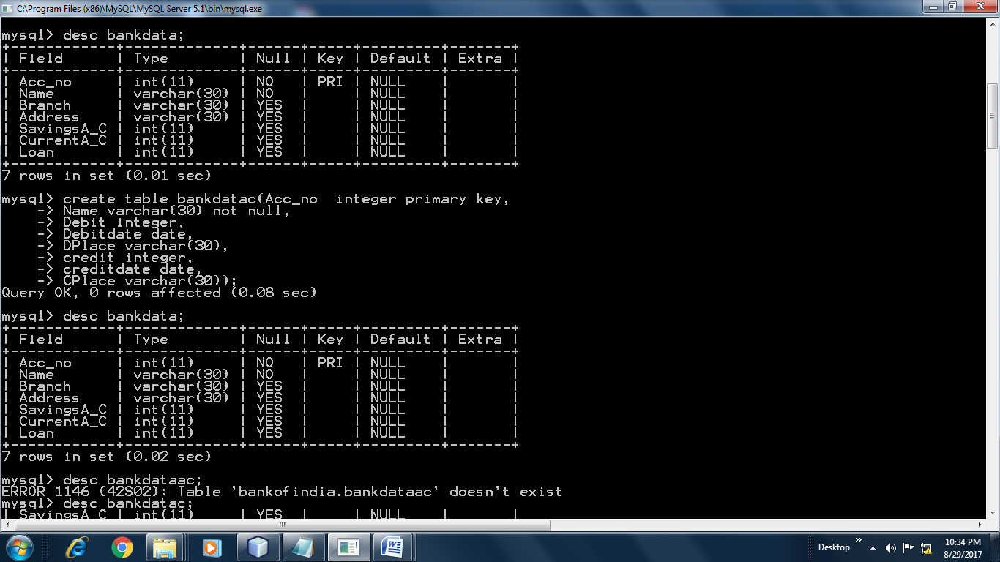 C:\Program Files (x86)\MySQL\MySQL Server 5.1\bin\mysql.exe
mysql> desc bankdata;
+------------+-------------+------+-----+---------+-------+
| Field      | Type        | Null | Key | Default | Extra |
+------------+-------------+------+-----+---------+-------+
| Acc_no     | int(11)     | NO   | PRI | NULL    |       |
| Name       | varchar(30) | NO   |     | NULL    |       |
| Branch     | varchar(30) | YES  |     | NULL    |       |
| Address    | varchar(30) | YES  |     | NULL    |       |
| SavingsA_C | int(11)     | YES  |     | NULL    |       |
| CurrentA_C | int(11)     | YES  |     | NULL    |       |
| Loan       | int(11)     | YES  |     | NULL    |       |
+------------+-------------+------+-----+---------+-------+
7 rows in set (0.01 sec)
mysql> create table bankdatac(Acc_no  integer primary key,
    -> Name varchar(30) not null,
    -> Debit integer,
    -> Debitdate date,
    -> DPlace varchar(30),
    -> credit integer,
    -> creditdate date,
    -> CPlace varchar(30));
Query OK, 0 rows affected (0.08 sec)
mysql> desc bankdata;
+------------+-------------+------+-----+---------+-------+
| Field      | Type        | Null | Key | Default | Extra |
+------------+-------------+------+-----+---------+-------+
| Acc_no     | int(11)     | NO   | PRI | NULL    |       |
| Name       | varchar(30) | NO   |     | NULL    |       |
| Branch     | varchar(30) | YES  |     | NULL    |       |
| Address    | varchar(30) | YES  |     | NULL    |       |
| SavingsA_C | int(11)     | YES  |     | NULL    |       |
| CurrentA_C | int(11)     | YES  |     | NULL    |       |
| Loan       | int(11)     | YES  |     | NULL    |       |
+------------+-------------+------+-----+---------+-------+
7 rows in set (0.02 sec)
mysql> desc bankdataac;
ERROR 1146 (42S02): Table 'bankofindia.bankdataac' doesn't exist
mysql> desc bankdatac;
| SavingsA_C | int(11)     | YES  |     | NULL    |       |
Desktop
10:34 PM
8/29/2017